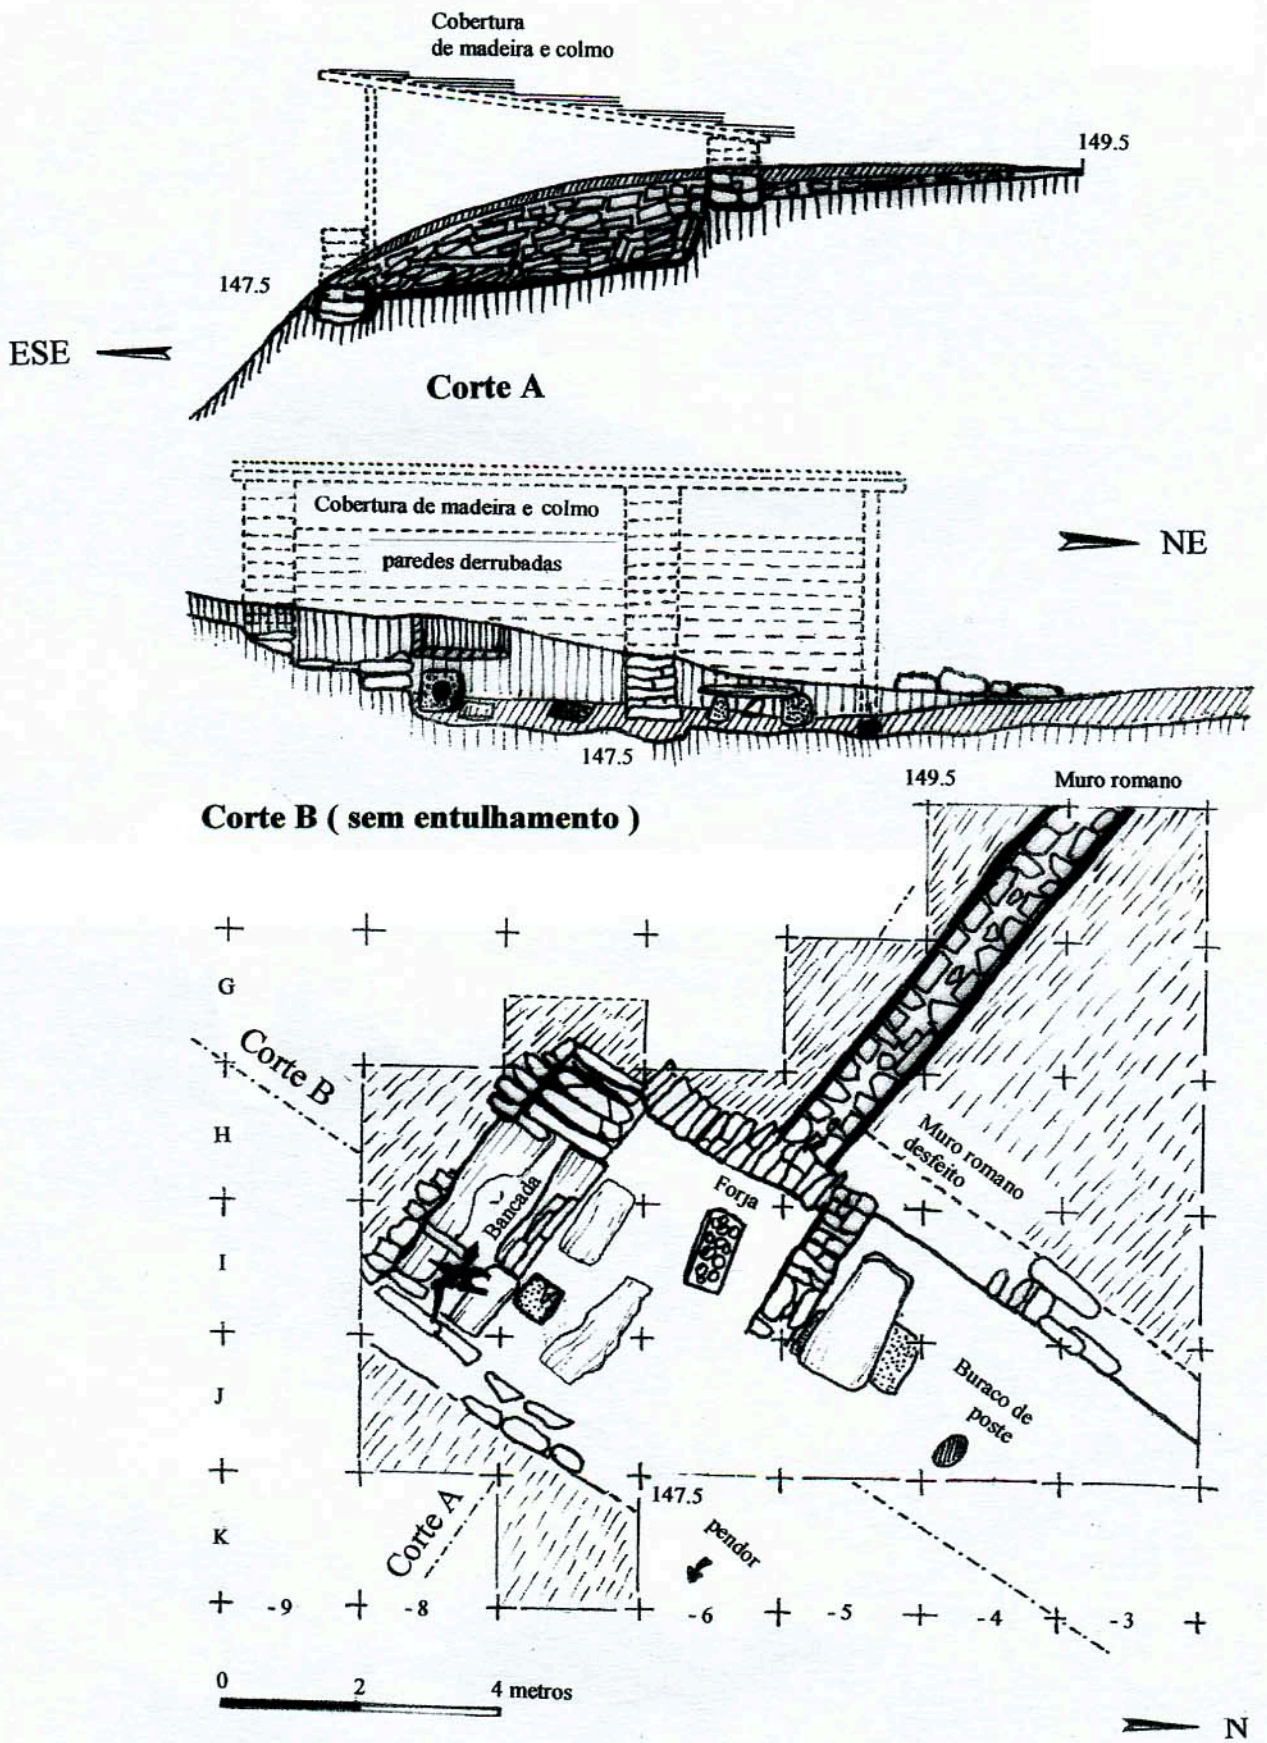 Cobertura
de madeira e colmo
149.5
147.5
ESE
Corte A
Cobertura de madeira e colmo
NE
paredes derrubadas
147.5
149.5
Muro romano
Corte B ( sem entulhamento )
G
Corte B
H
Muro romano
desfeito
Bancada
Forja
I
J
Buraco de
poste
147.5
Corte A
K
pendor
-9
-8
-6
-5
-4
-3
0
2
4 metros
N